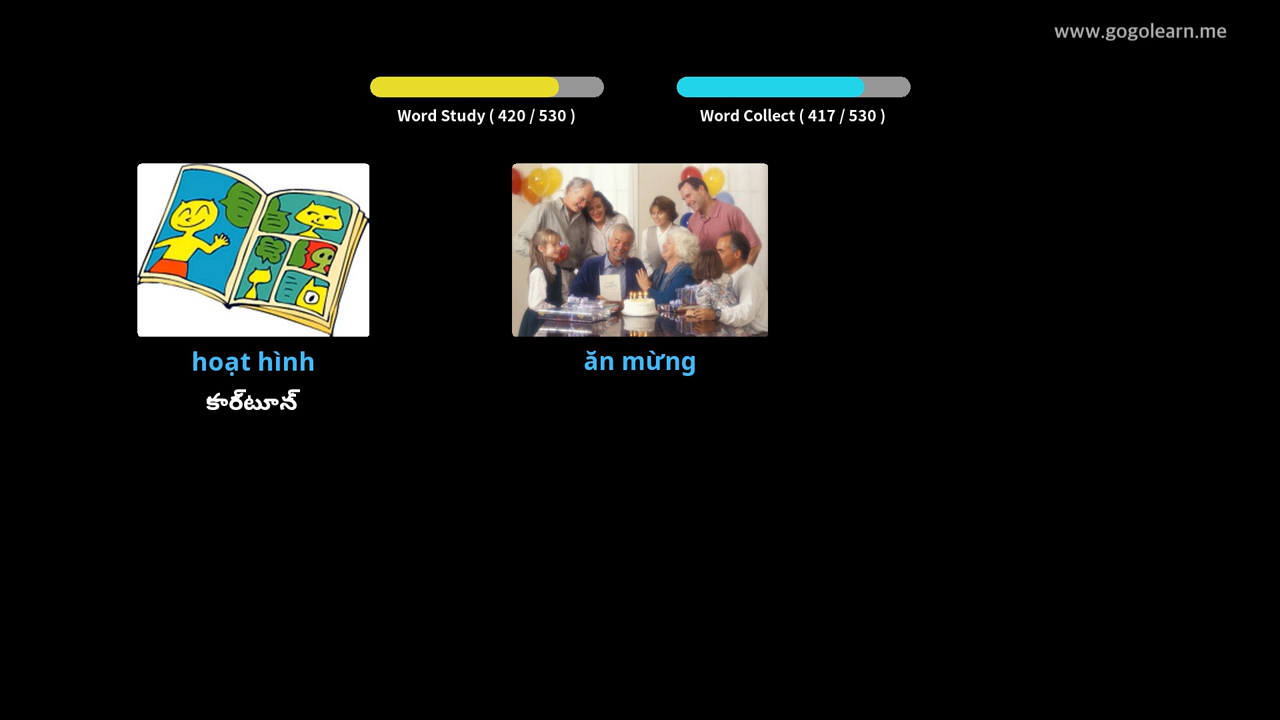 www.gogolearn.me
Word Study ( 420 / 530 )
Word Collect ( 417 / 530 )
hoạt hình
ăn mừng
కార్‌టూన్